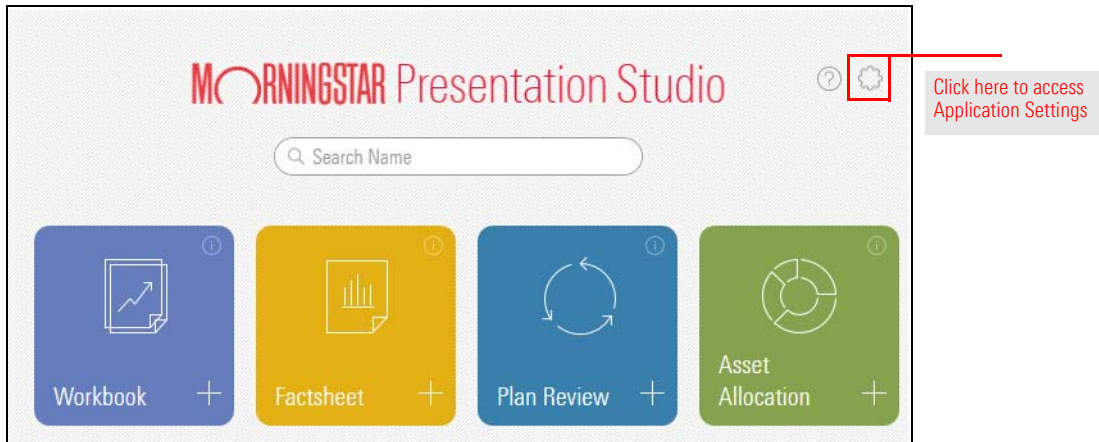 MORNINGSTAR Presentation Studio
?
Click here to access
Application Settings
Search Name
i
i
i
i
Workbook +
Factsheet +
Plan Review +
Asset
Allocation +